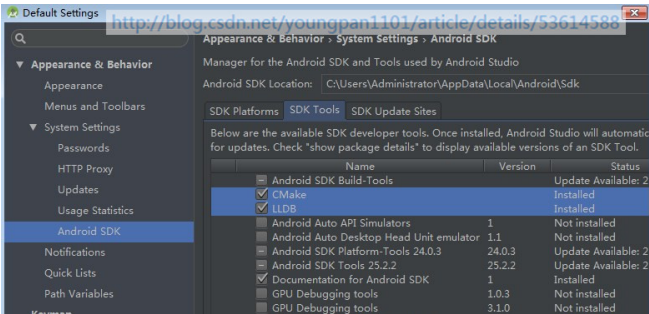 Default Settings
http://blog.csdn.net/youngpan1101/article/details/53614588
Appearance & Behavior › System Settings › Android SDK
Manager for the Android SDK and Tools used by Android Studio
Android SDK Location: C:\Users\Administrator\AppData\Local\Android\Sdk
SDK Platforms SDK Tools SDK Update Sites
Below are the available SDK developer tools. Once installed, Android Studio will automatic
for updates. Check "show package details" to display available versions of an SDK Tool.
Name Version Status
Android SDK Build-Tools Update Available: 2
CMake Installed
LLDB Installed
Android Auto API Simulators 1 Not installed
Android Auto Desktop Head Unit emulator 1.1 Not installed
Android SDK Platform-Tools 24.0.3 24.0.3 Update Available: 2
Android SDK Tools 25.2.2 25.2.2 Update Available: 2
Documentation for Android SDK 1 Installed
GPU Debugging tools 1.0.3 Not installed
GPU Debugging tools 3.1.0 Not installed
Appearance & Behavior
Appearance
Menus and Toolbars
System Settings
Passwords
HTTP Proxy
Updates
Usage Statistics
Android SDK
Notifications
Quick Lists
Path Variables
Keymap